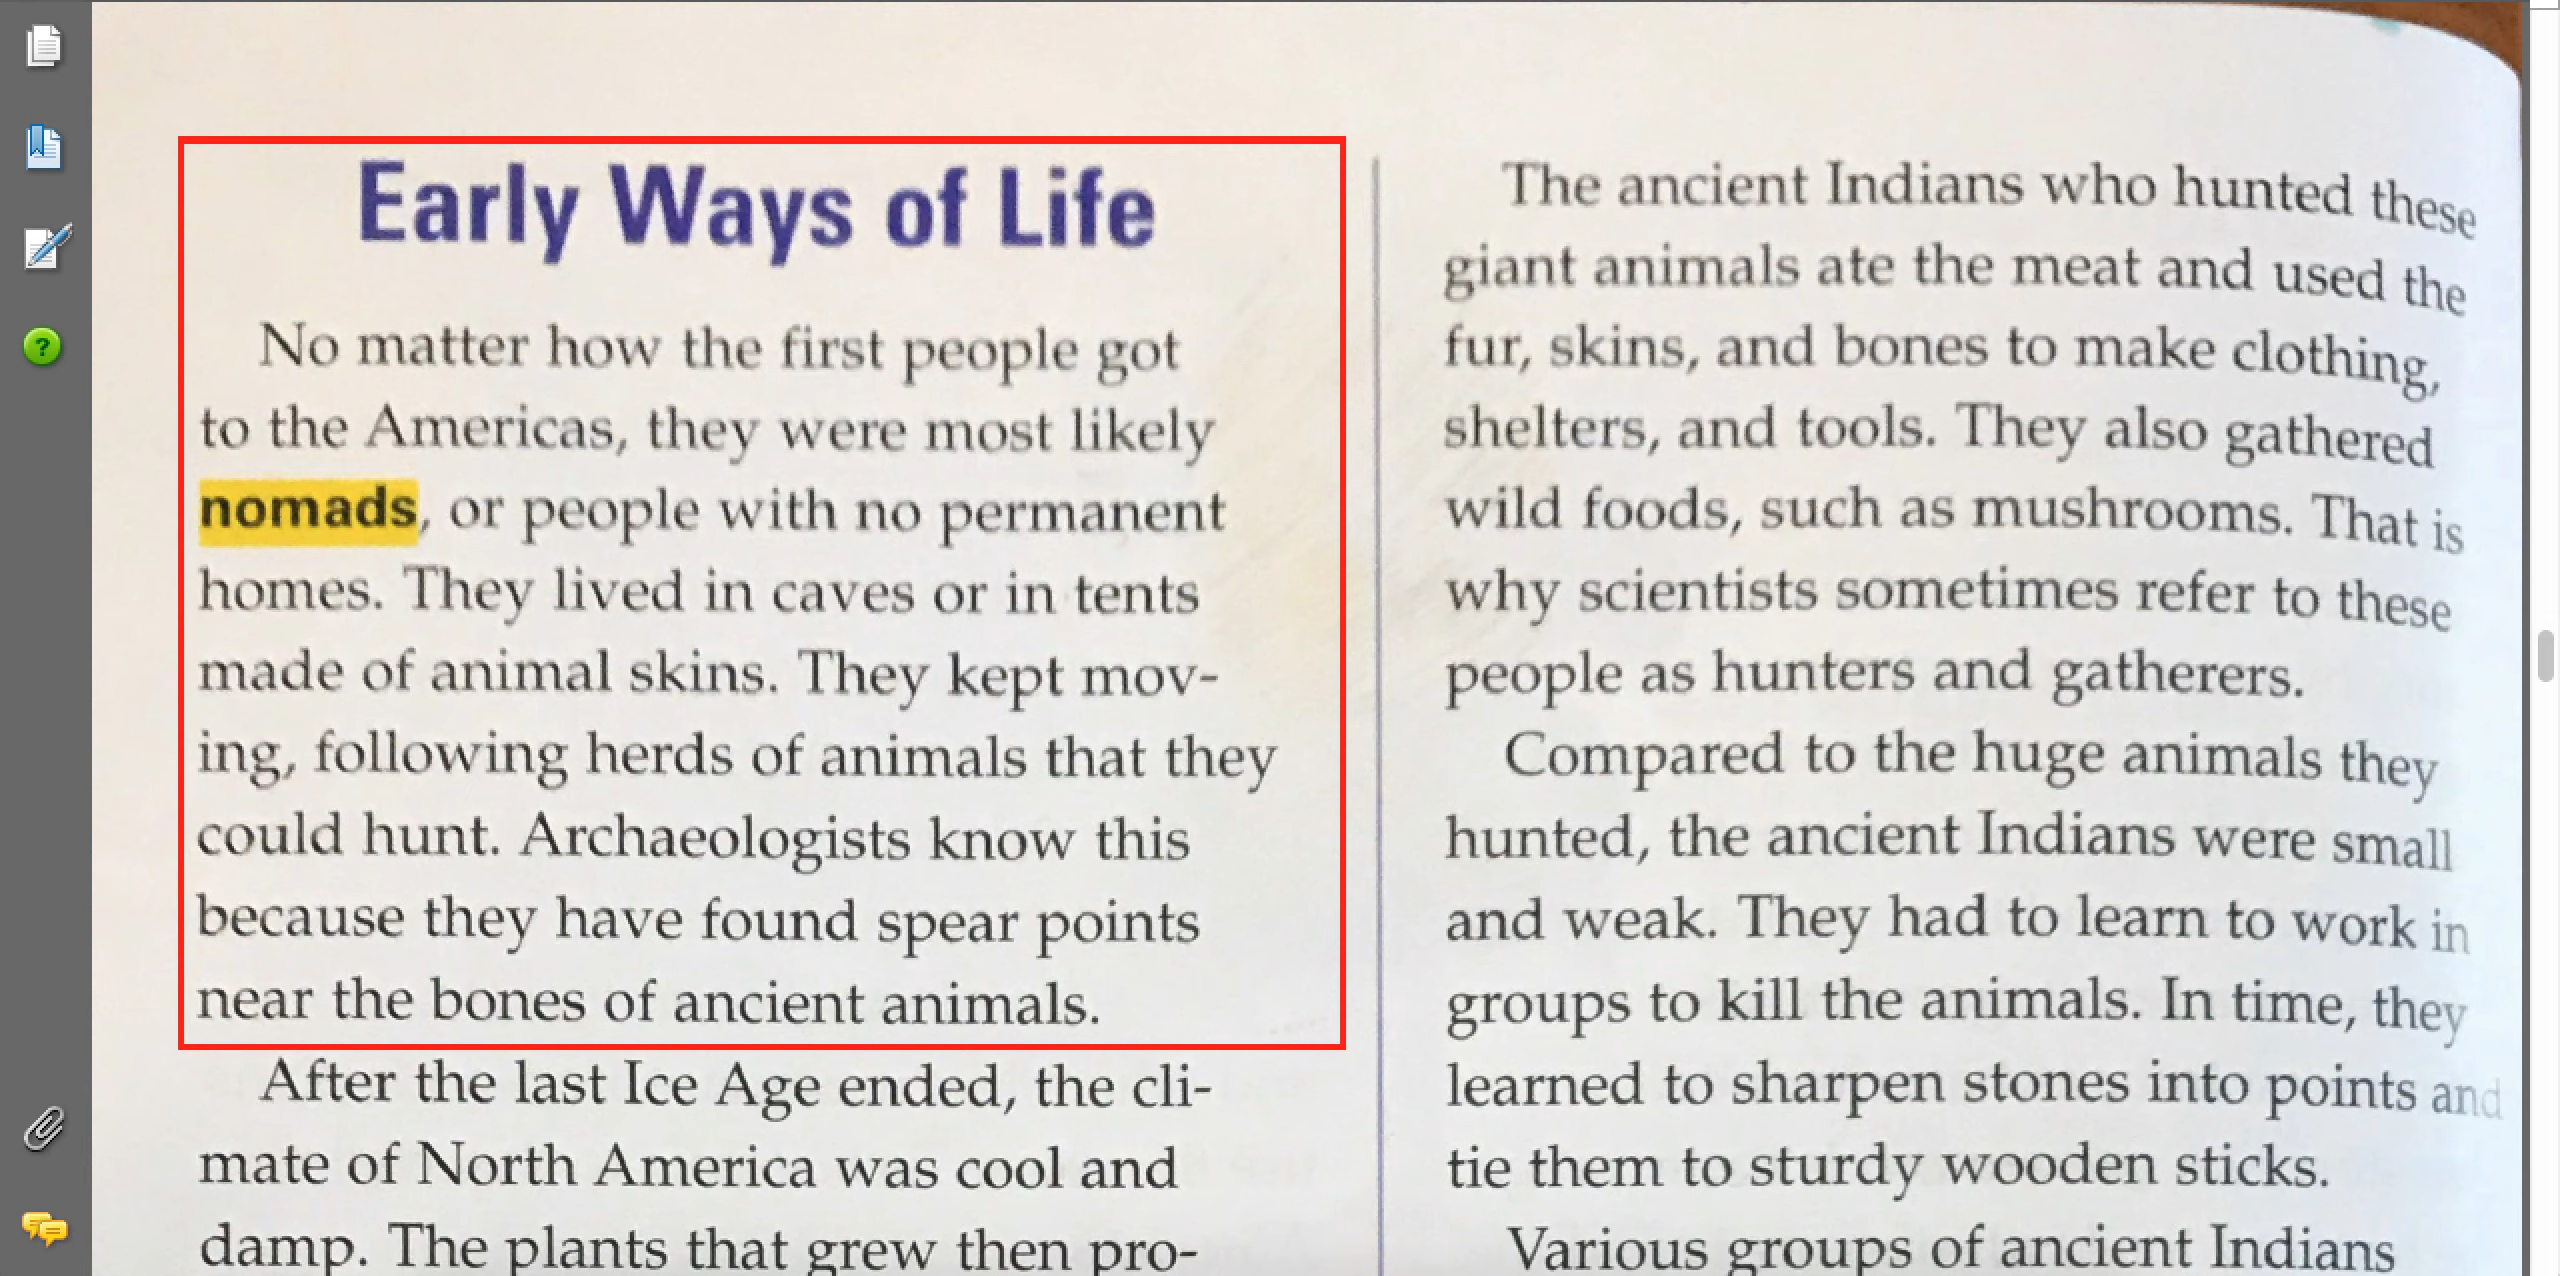 Early Ways of Life
No matter how the first people got
to the Americas, they were most likely
nomads, or people with no permanent
homes. They lived in caves or in tents
made of animal skins. They kept mov-
ing, following herds of animals that they
could hunt. Archaeologists know this
because they have found spear points
near the bones of ancient animals.
After the last Ice Age ended, the cli-
mate of North America was cool and
damp. The plants that grew then pro-
The ancient Indians who hunted these
giant animals ate the meat and used the
fur, skins, and bones to make clothing,
shelters, and tools. They also gathered
wild foods, such as mushrooms. That is
why scientists sometimes refer to these
people as hunters and gatherers.
Compared to the huge animals they
hunted, the ancient Indians were small
and weak. They had to learn to work in
groups to kill the animals. In time, they
learned to sharpen stones into points and
tie them to sturdy wooden sticks.
Various groups of ancient Indians